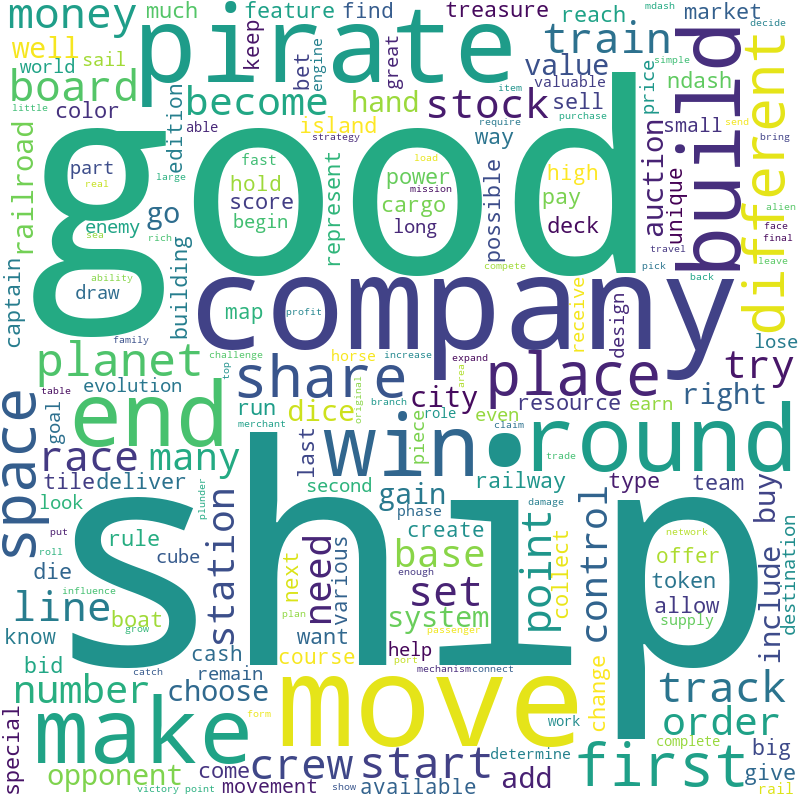 money
much
feature
find
treasure
reach
market
mdash
decide
well
world
sail
pirate
keep
bet
engine
great
train
value
simple
valuable
board
little
color
edition
become
able
hand
island
strategy
stock
item
purchase
require
sell
price
ndash
small
send
bring
way
build
different
good
part
real
fast
large
hold
score
begin
represent
power
cargo
load
mission
long
possible
high
pay
deck
auction
unique
alien
face
final
railroad
enemy
sea
rich
go
ability
draw
building
captain
family
map
profit
compete
company
receive
design
travel
pick
back
leave
lose
planet
evolution
table
challenge
horse
increase
expand
top
share
original
area
place
try
right
end
goal
run
merchant
dice
branch
role
city
even
resource
earn
claim
space
race
many
last
win
piece
round
trade
tile
deliver
look
put
roll
plunder
station
second
gain
phase
railway
damage
type
team
buy
rule
cube
die
influence
ship
next
various
need
create
base
enough
set
system
point
collect
control
network
offer
token
allow
supply
include
destination
line
know
boat
grow
catch
bid
want
plan
cash
remain
course
help
passenger
port
mechanism
connect
number
choose
form
move
change
work
track
order
complete
special
make
opponent
movement
victory point
come
show
crew
start
available
determine
add
first
big
give
rail